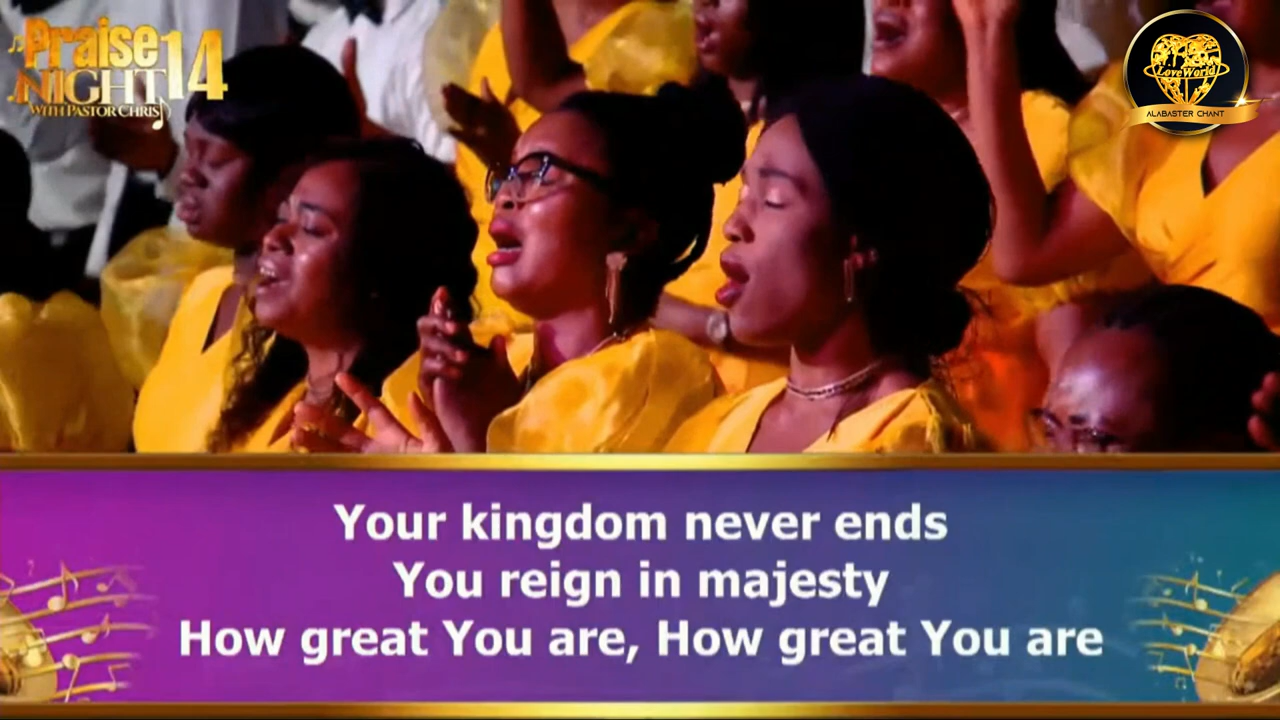 Praise
NIGHT 14
WITH PASTOR CHRIS
LoveWorld
ALABASTER CHANT
Your kingdom never ends
You reign in majesty
How great You are, How great You are